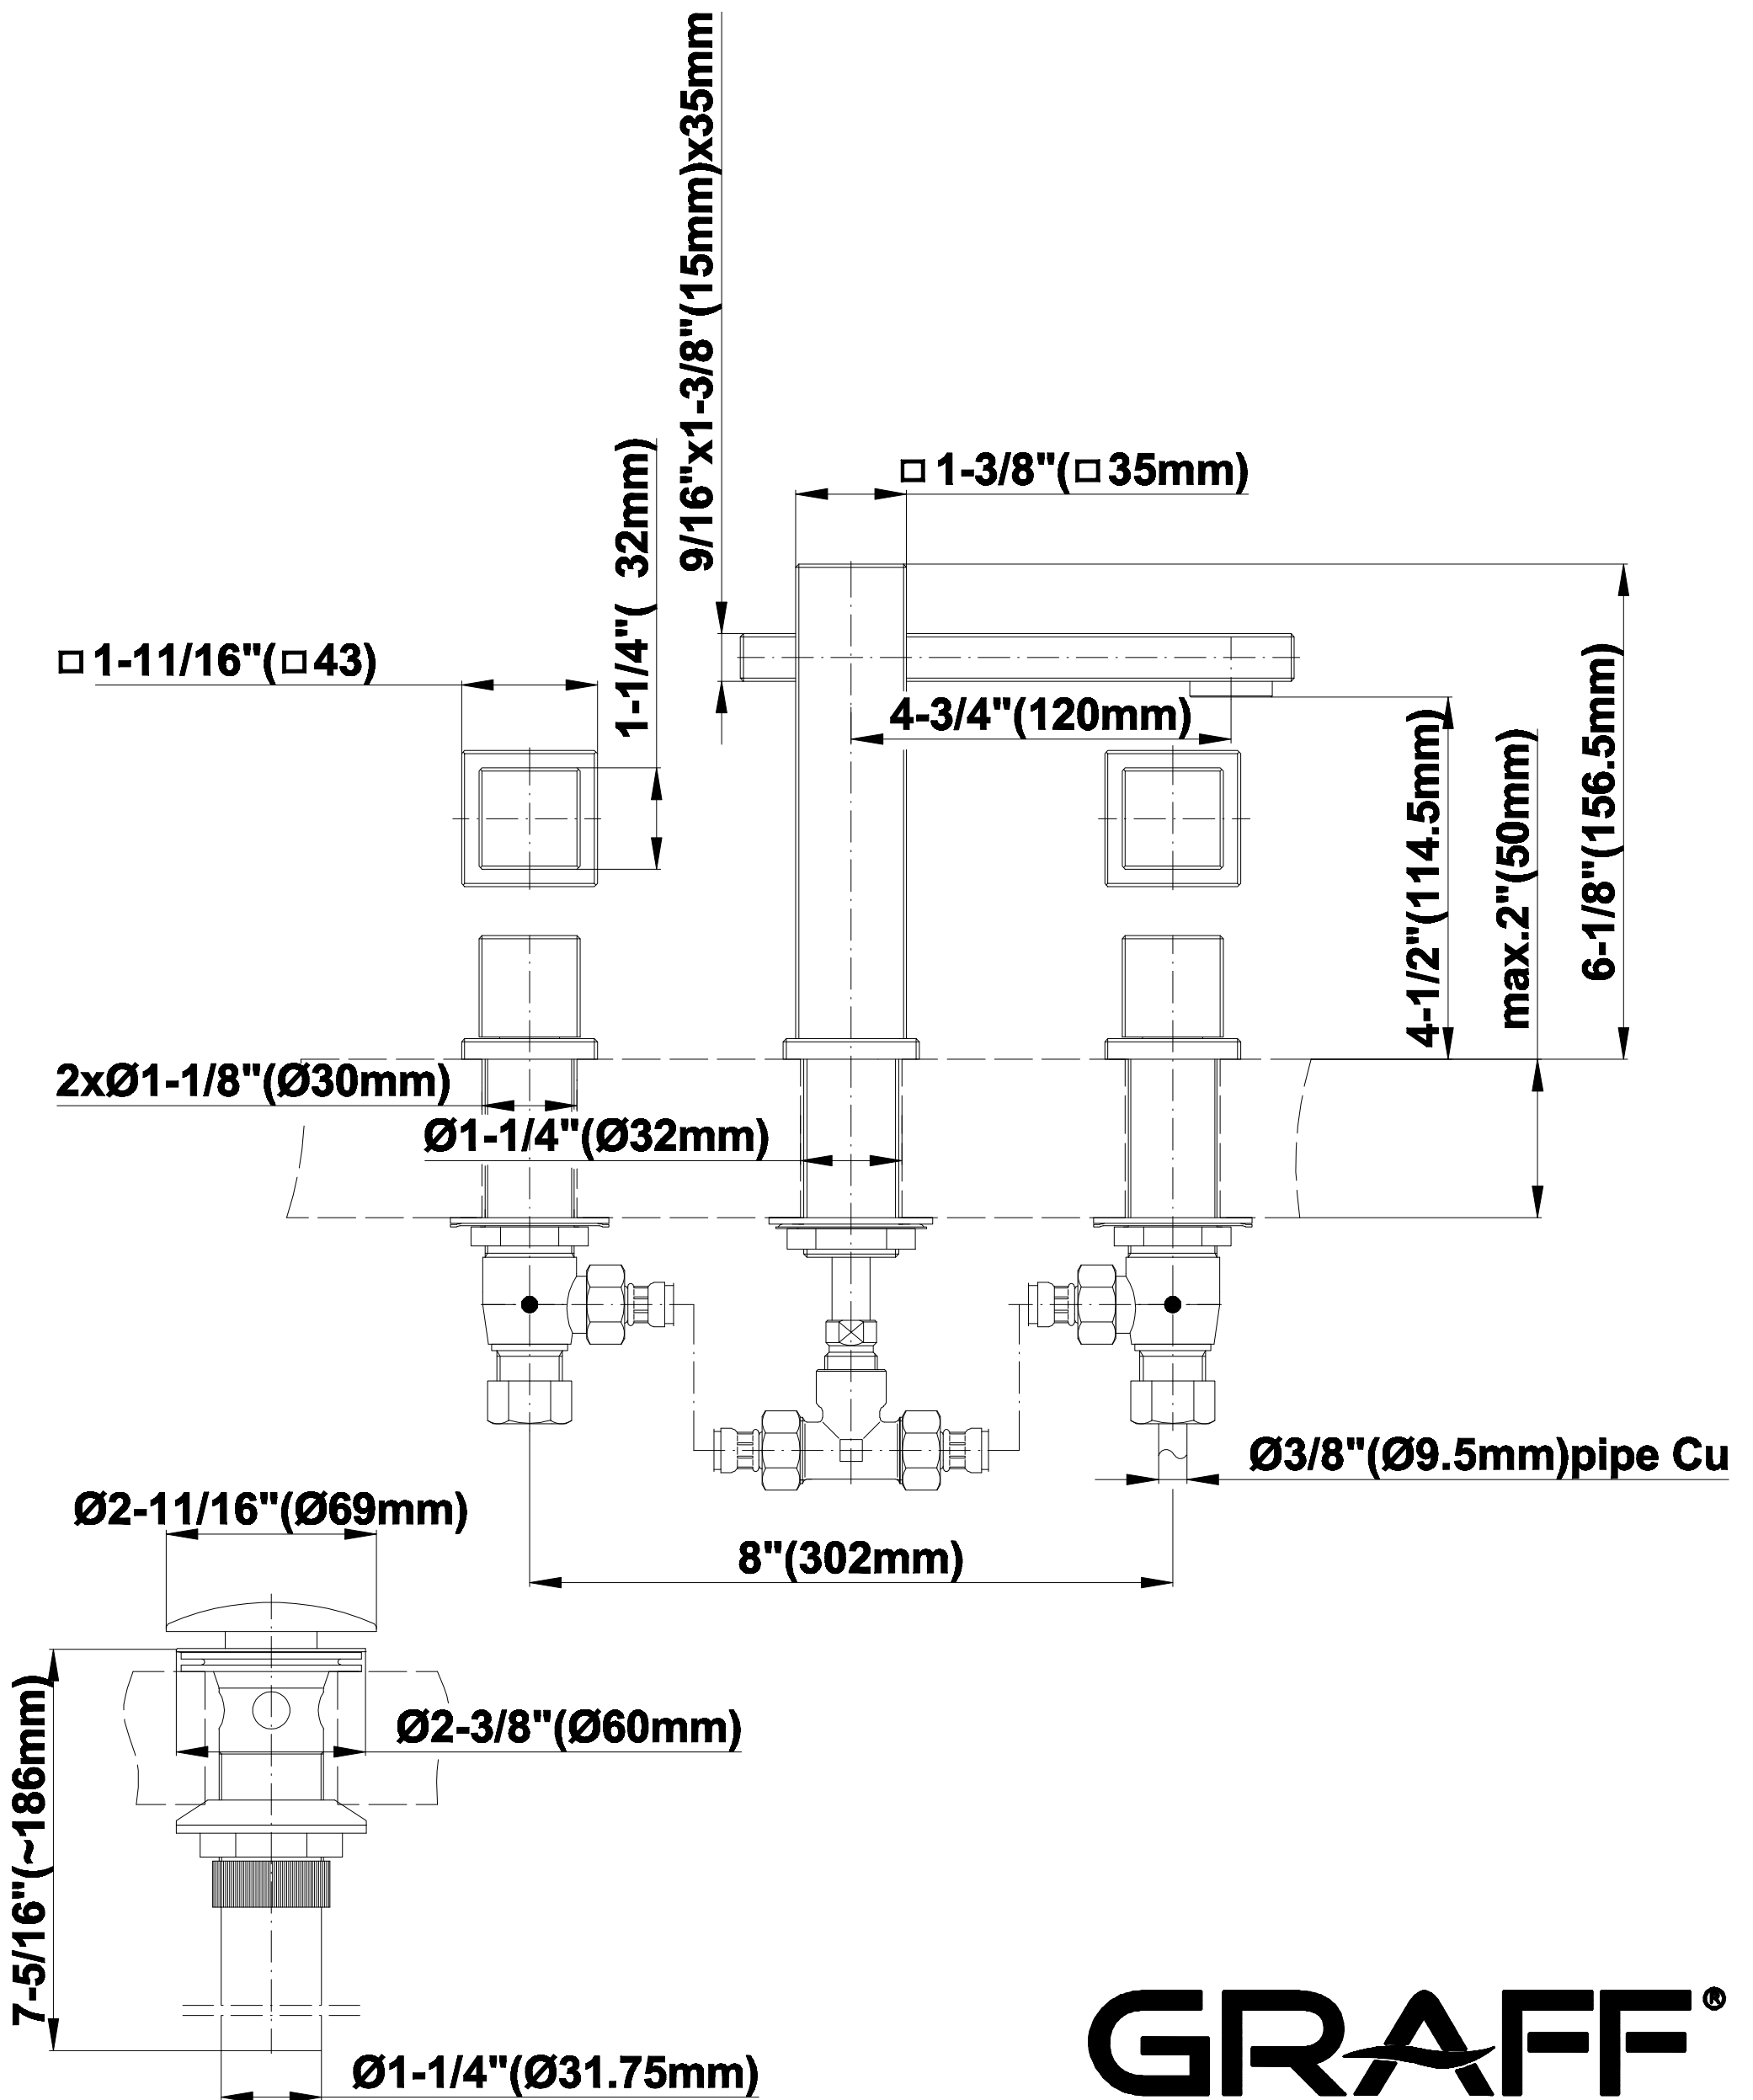 9/16"x1-3/8"(15mm)x35mm
□ 1-3/8"(□ 35mm)
1-1/4"( 32mm)
□ 1-11/16"(□ 43)
4-3/4"(120mm)
4-1/2"(114.5mm)
max.2"(50mm)
6-1/8"(156.5mm)
2xØ1-1/8"(Ø30mm)
Ø1-1/4"(Ø32mm)
Ø3/8"(Ø9.5mm)pipe Cu
Ø2-11/16"(Ø69mm)
8"(302mm)
Ø2-3/8"(Ø60mm)
7-5/16"(~186mm)
Ø1-1/4"(Ø31.75mm)
GRAFF®